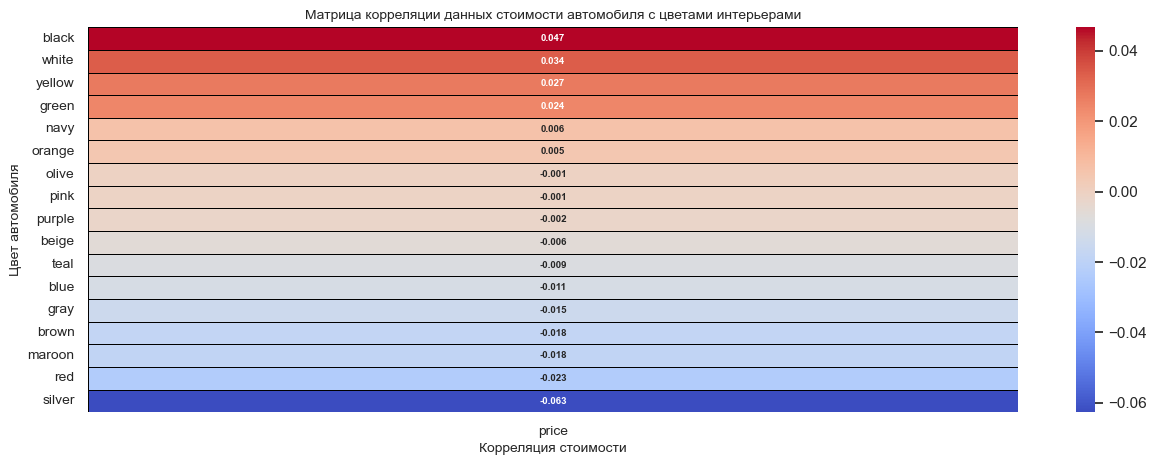 Матрица корреляции данных стоимости автомобиля с цветами интерьерами
Цвет автомобиля
black 0.047
white 0.034
yellow 0.027
green 0.024
navy 0.006
orange 0.005
olive -0.001
pink -0.001
purple -0.002
beige -0.006
teal -0.009
blue -0.011
gray -0.015
brown -0.018
maroon -0.018
red -0.023
silver -0.063
price
Корреляция стоимости
0.04
0.02
0.00
−0.02
−0.04
−0.06